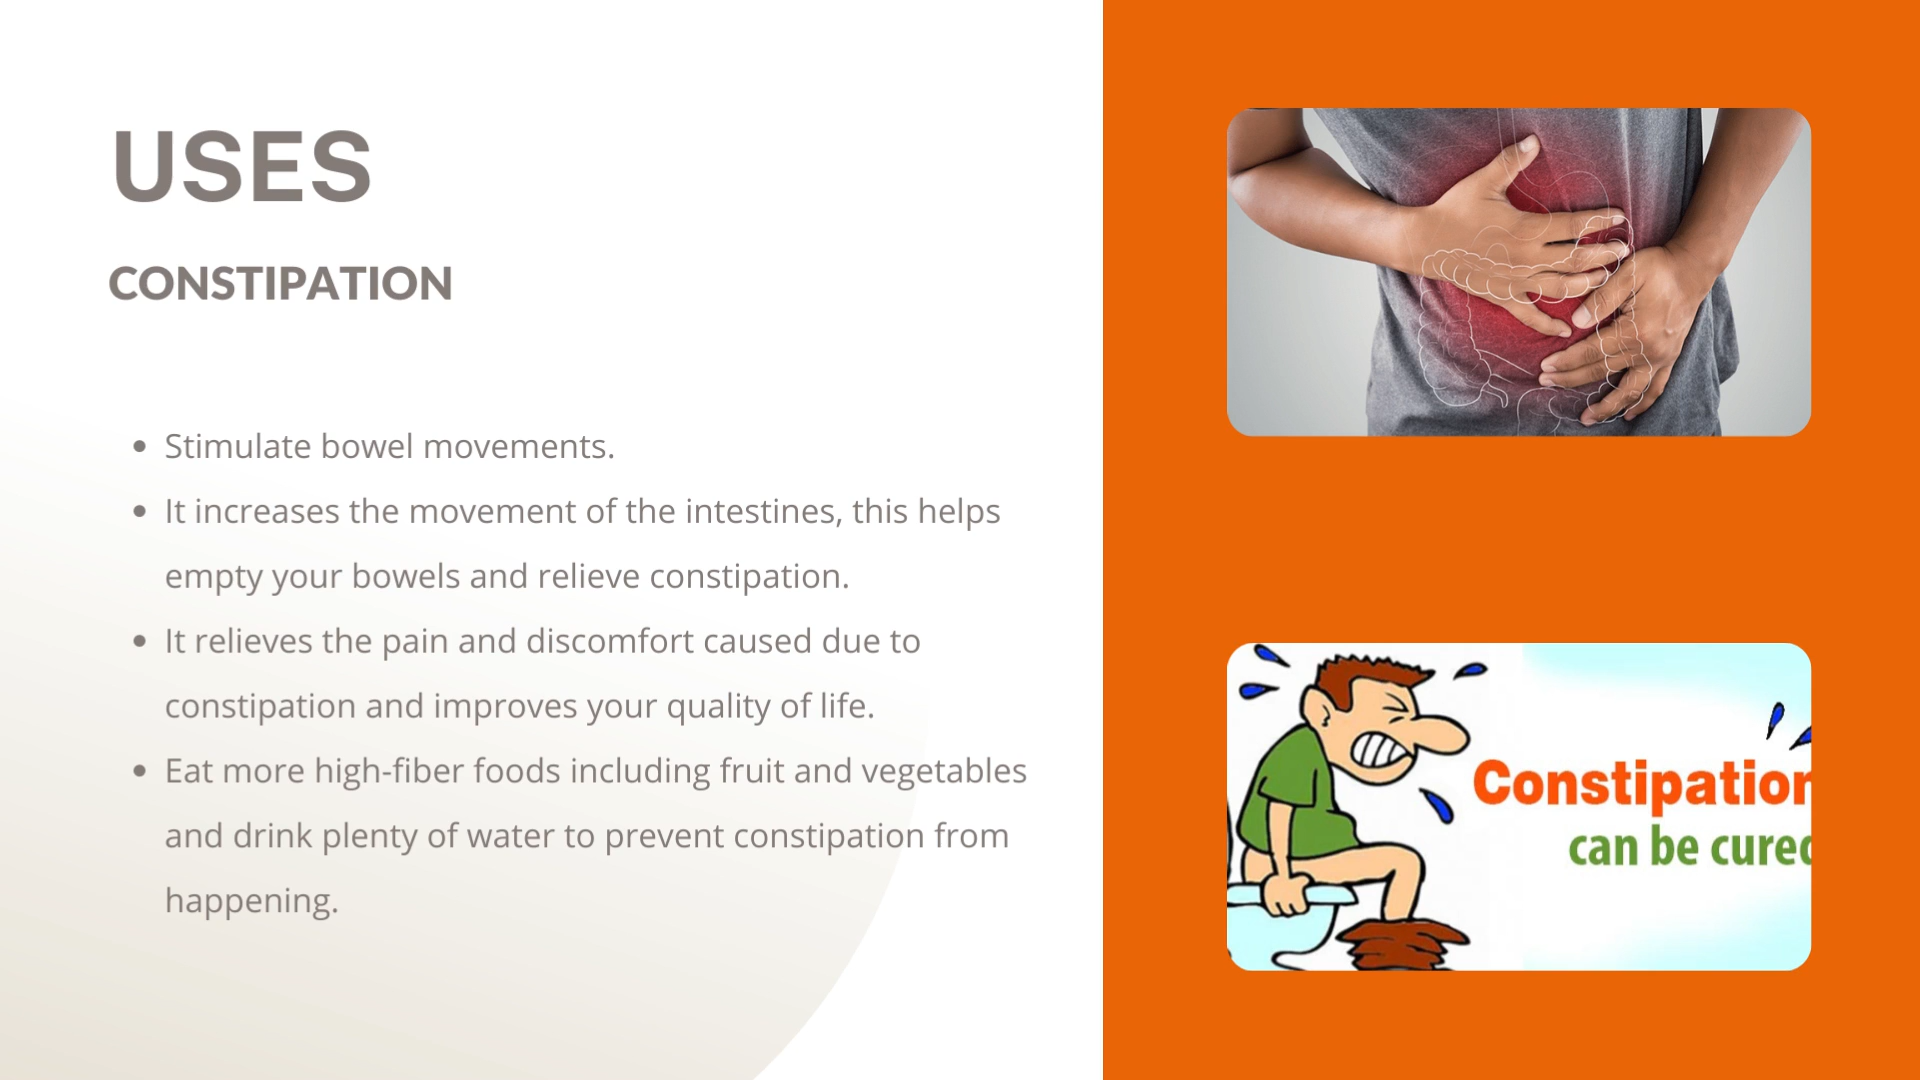 USES
CONSTIPATION
• Stimulate bowel movements.
• It increases the movement of the intestines, this helps
empty your bowels and relieve constipation.
• It relieves the pain and discomfort caused due to
constipation and improves your quality of life.
• Eat more high-fiber foods including fruit and vegetables
and drink plenty of water to prevent constipation from
happening.
Constipation
can be cured